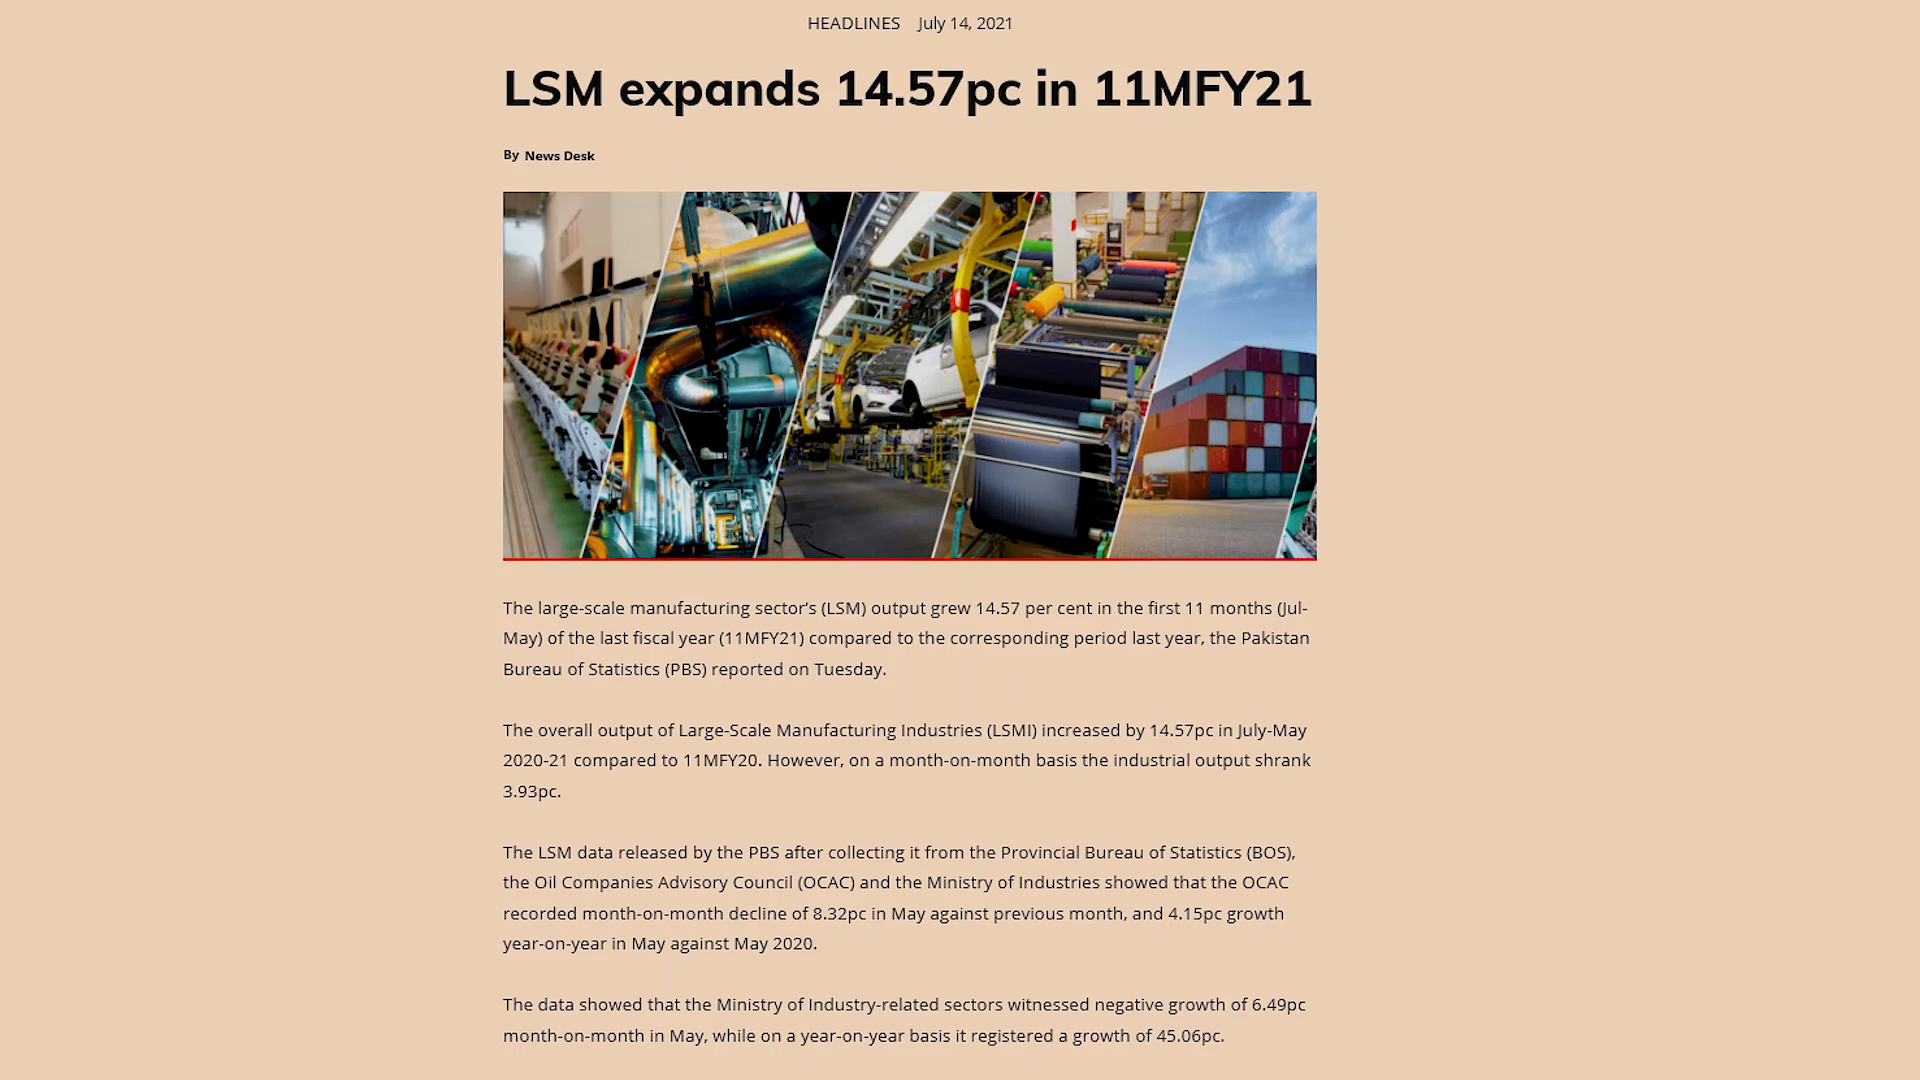 HEADLINES July 14, 2021
LSM expands 14.57pc in 11MFY21
By News Desk
The large-scale manufacturing sector's (LSM) output grew 14.57 per cent in the first 11 months (Jul-
May) of the last fiscal year (11MFY21) compared to the corresponding period last year, the Pakistan
Bureau of Statistics (PBS) reported on Tuesday.
The overall output of Large-Scale Manufacturing Industries (LSMI) increased by 14.57pc in July-May
2020-21 compared to 11MFY20. However, on a month-on-month basis the industrial output shrank
3.93pc.
The LSM data released by the PBS after collecting it from the Provincial Bureau of Statistics (BOS),
the Oil Companies Advisory Council (OCAC) and the Ministry of Industries showed that the OCAC
recorded month-on-month decline of 8.32pc in May against previous month, and 4.15pc growth
year-on-year in May against May 2020.
The data showed that the Ministry of Industry-related sectors witnessed negative growth of 6.49pc
month-on-month in May, while on a year-on-year basis it registered a growth of 45.06pc.